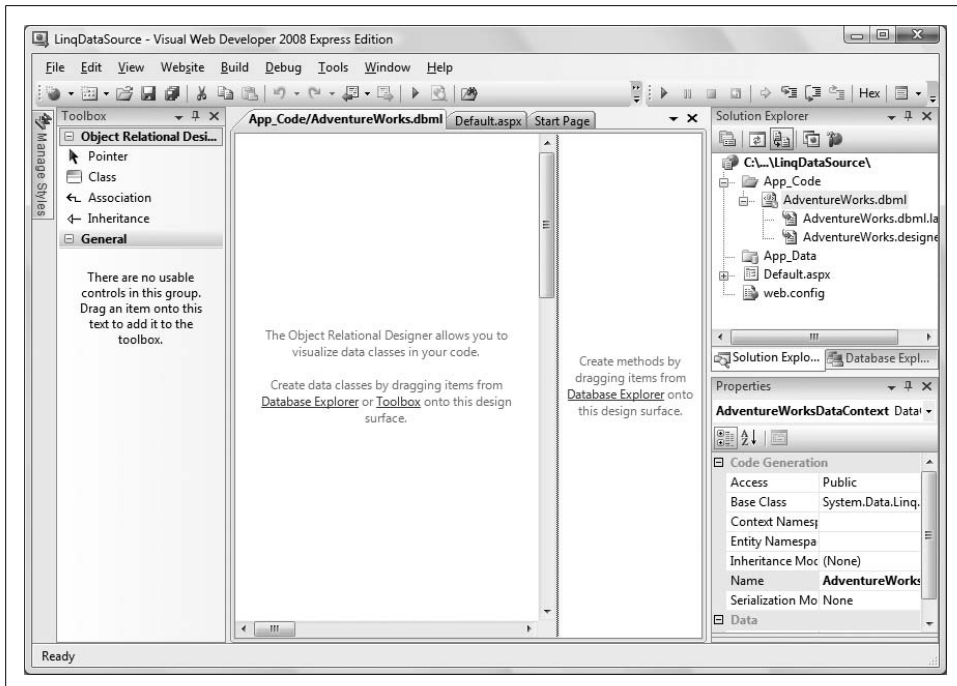 LinqDataSource - Visual Web Developer 2008 Express Edition
File Edit View Website Build Debug Tools Window Help
Hex
Manage Styles
Toolbox
Object Relational Desi...
Pointer
Class
Association
Inheritance
General
There are no usable
controls in this group.
Drag an item onto this
text to add it to the
toolbox.
App_Code/AdventureWorks.dbml Default.aspx Start Page
The Object Relational Designer allows you to
visualize data classes in your code.
Create data classes by dragging items from
Database Explorer or Toolbox onto this design
surface.
Create methods by
dragging items from
Database Explorer onto
this design surface.
Solution Explorer
C:\...\LinqDataSource\
App_Code
AdventureWorks.dbml
AdventureWorks.dbml.la
AdventureWorks.designe
App_Data
Default.aspx
web.config
Solution Explo... Database Expl...
Properties
AdventureWorksDataContext Data
Code Generation
Access Public
Base Class System.Data.Linq.
Context Namesp
Entity Namespa
Inheritance Moc (None)
Name AdventureWorks
Serialization Mo None
Data
Ready